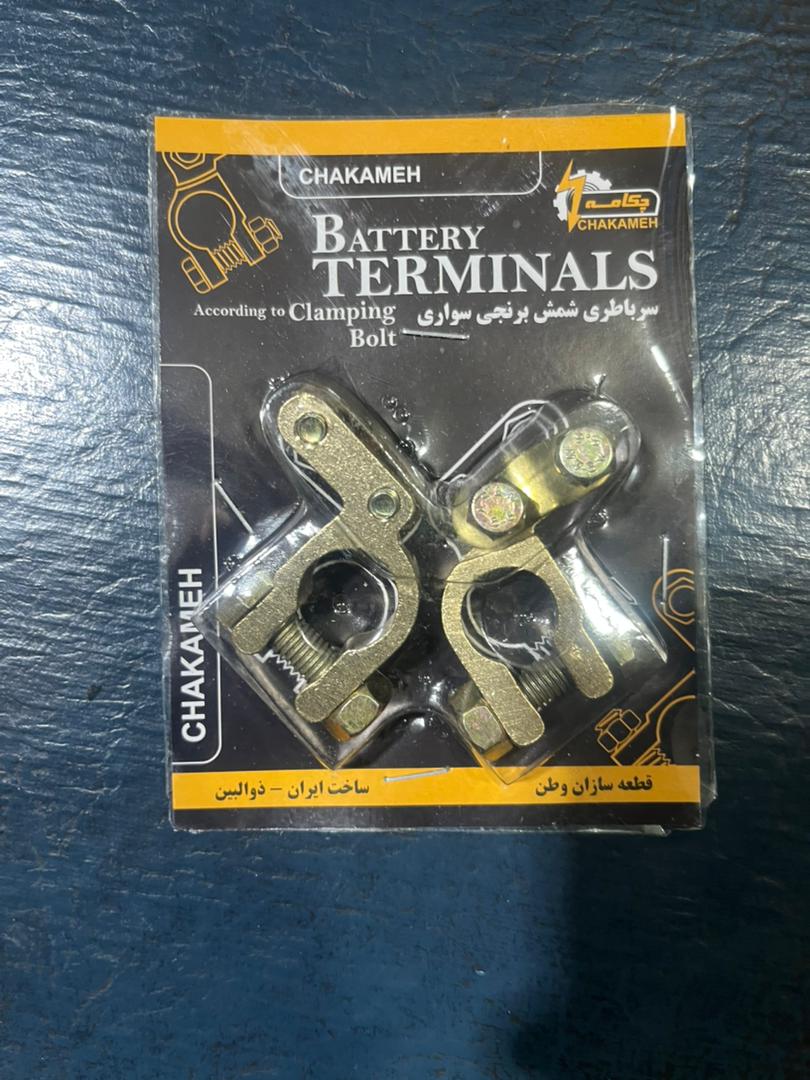 CHAKAMEH
چکامه
CHAKAMEH
BATTERY
TERMINALS
According to Clamping
Bolt
سرباطری شمش برنجی سواری
CHAKAMEH
قطعه سازان وطن
ساخت ایران - ذوالبین